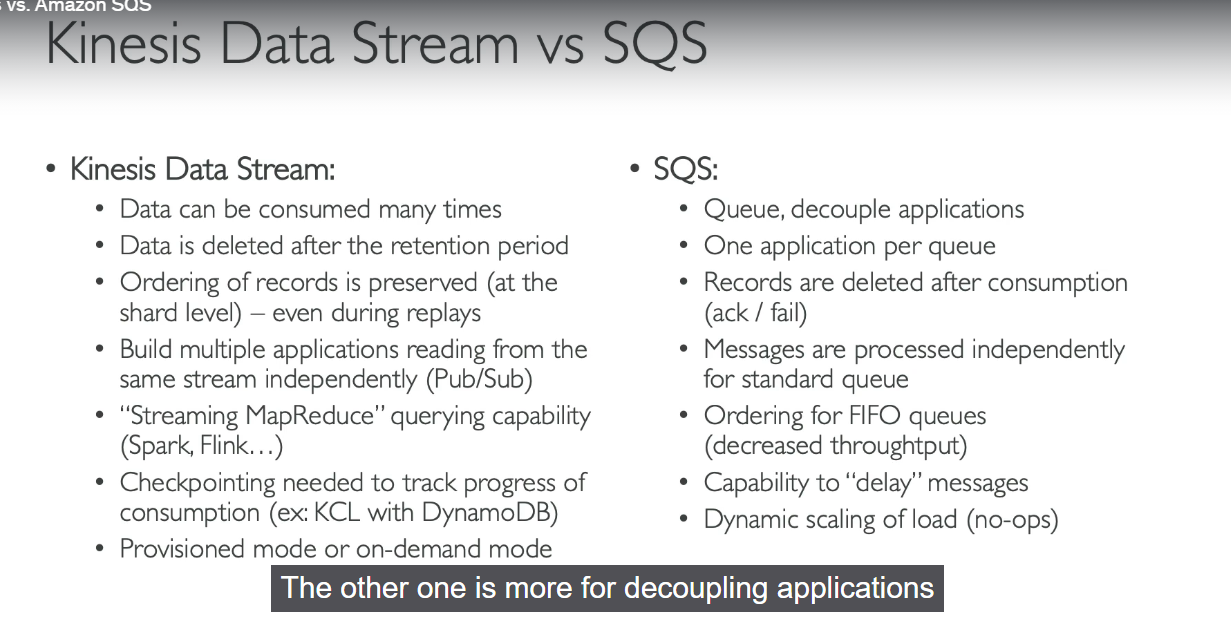 s vs. Amazon SQS
Kinesis Data Stream vs SQS
• Kinesis Data Stream:
• Data can be consumed many times
• Data is deleted after the retention period
• Ordering of records is preserved (at the
shard level) – even during replays
• Build multiple applications reading from the
same stream independently (Pub/Sub)
• “Streaming MapReduce” querying capability
(Spark, Flink…)
• Checkpointing needed to track progress of
consumption (ex: KCL with DynamoDB)
• Provisioned mode or on-demand mode
• SQS:
• Queue, decouple applications
• One application per queue
• Records are deleted after consumption
(ack / fail)
• Messages are processed independently
for standard queue
• Ordering for FIFO queues
(decreased throughtput)
• Capability to “delay” messages
• Dynamic scaling of load (no-ops)
The other one is more for decoupling applications